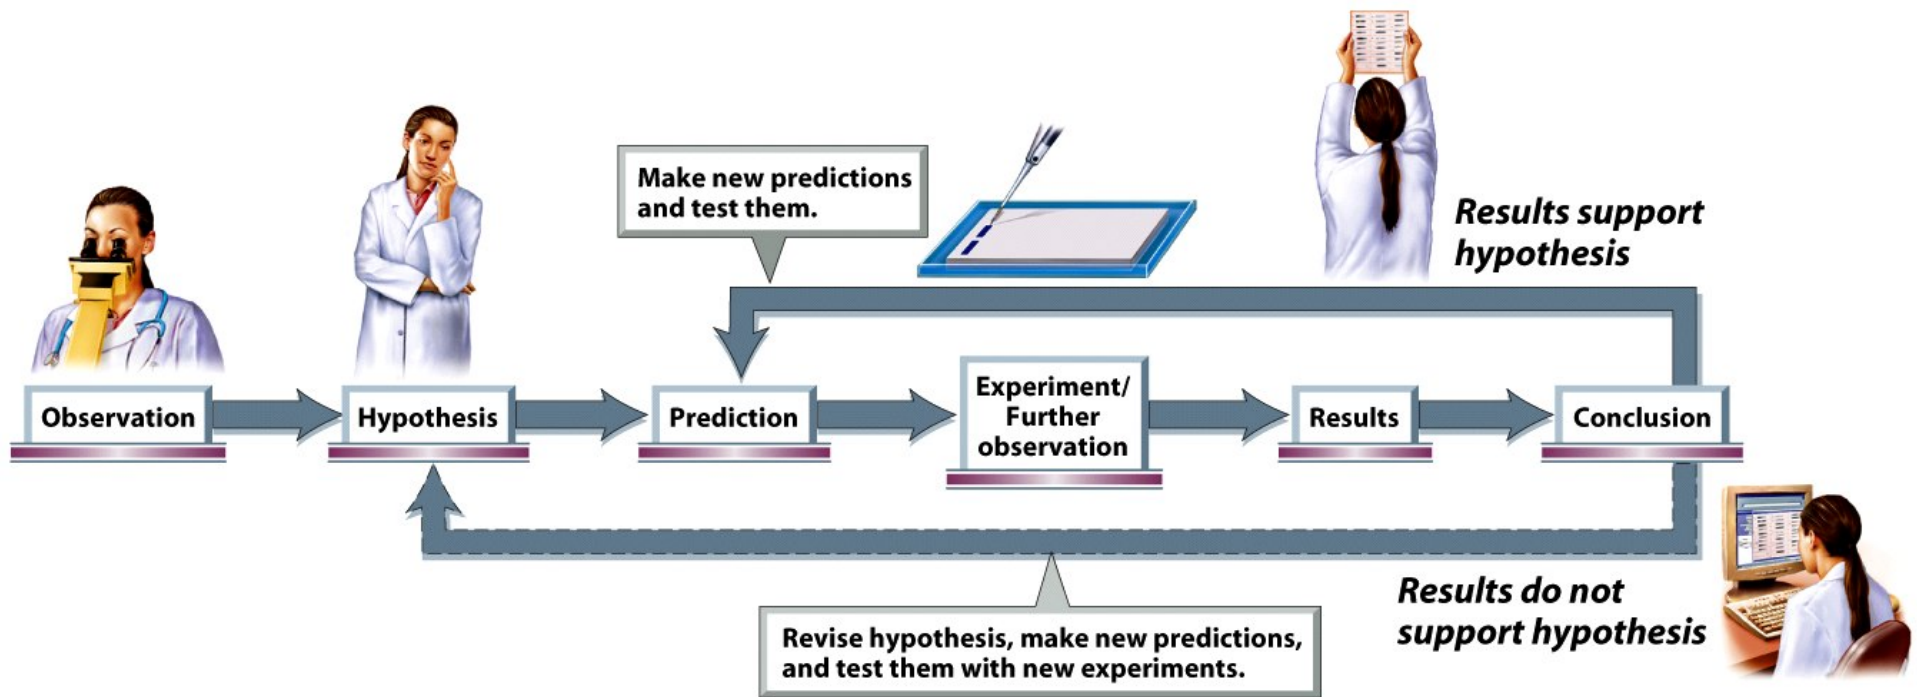 Make new predictions
and test them.
Results support
hypothesis
Observation
Hypothesis
Prediction
Experiment/
Further
observation
Results
Conclusion
Results do not
support hypothesis
Revise hypothesis, make new predictions,
and test them with new experiments.